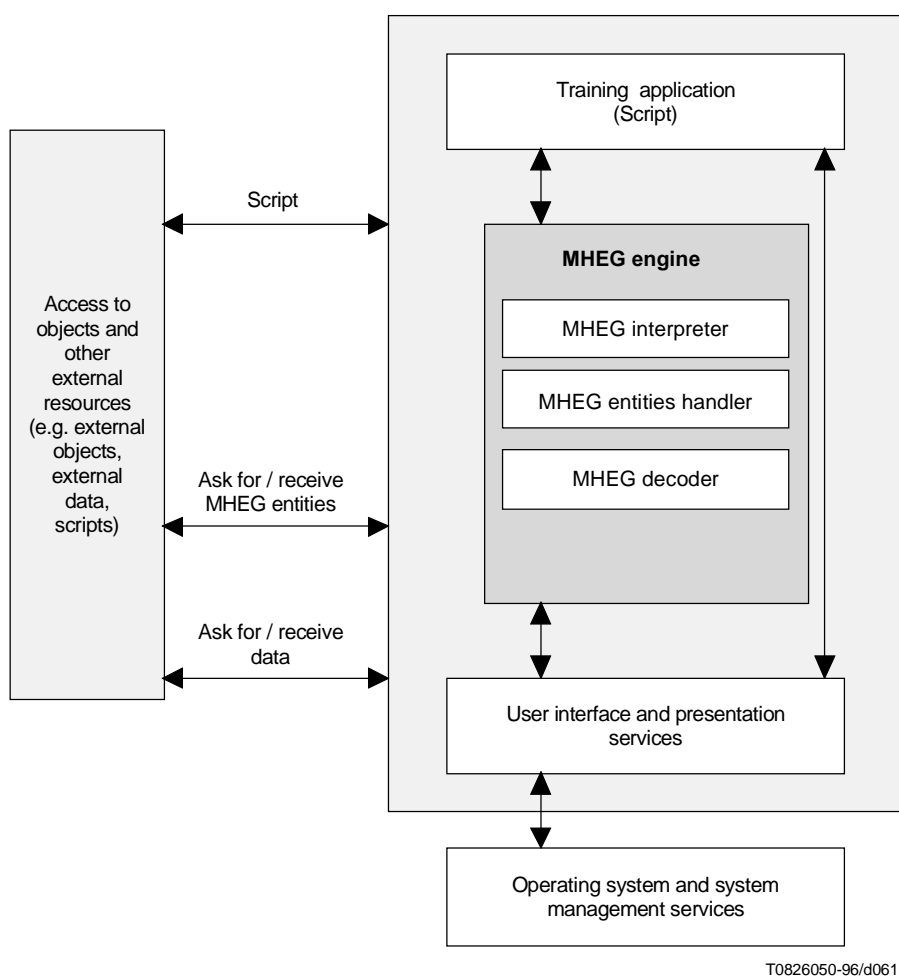 Training application
(Script)
Script
MHEG engine
MHEG interpreter
MHEG entities handler
MHEG decoder
Access to
objects and
other
external
resources
(e.g. external
objects,
external
data,
scripts)
Ask for / receive
MHEG entities
Ask for / receive
data
User interface and presentation
services
Operating system and system
management services
T0826050-96/d061